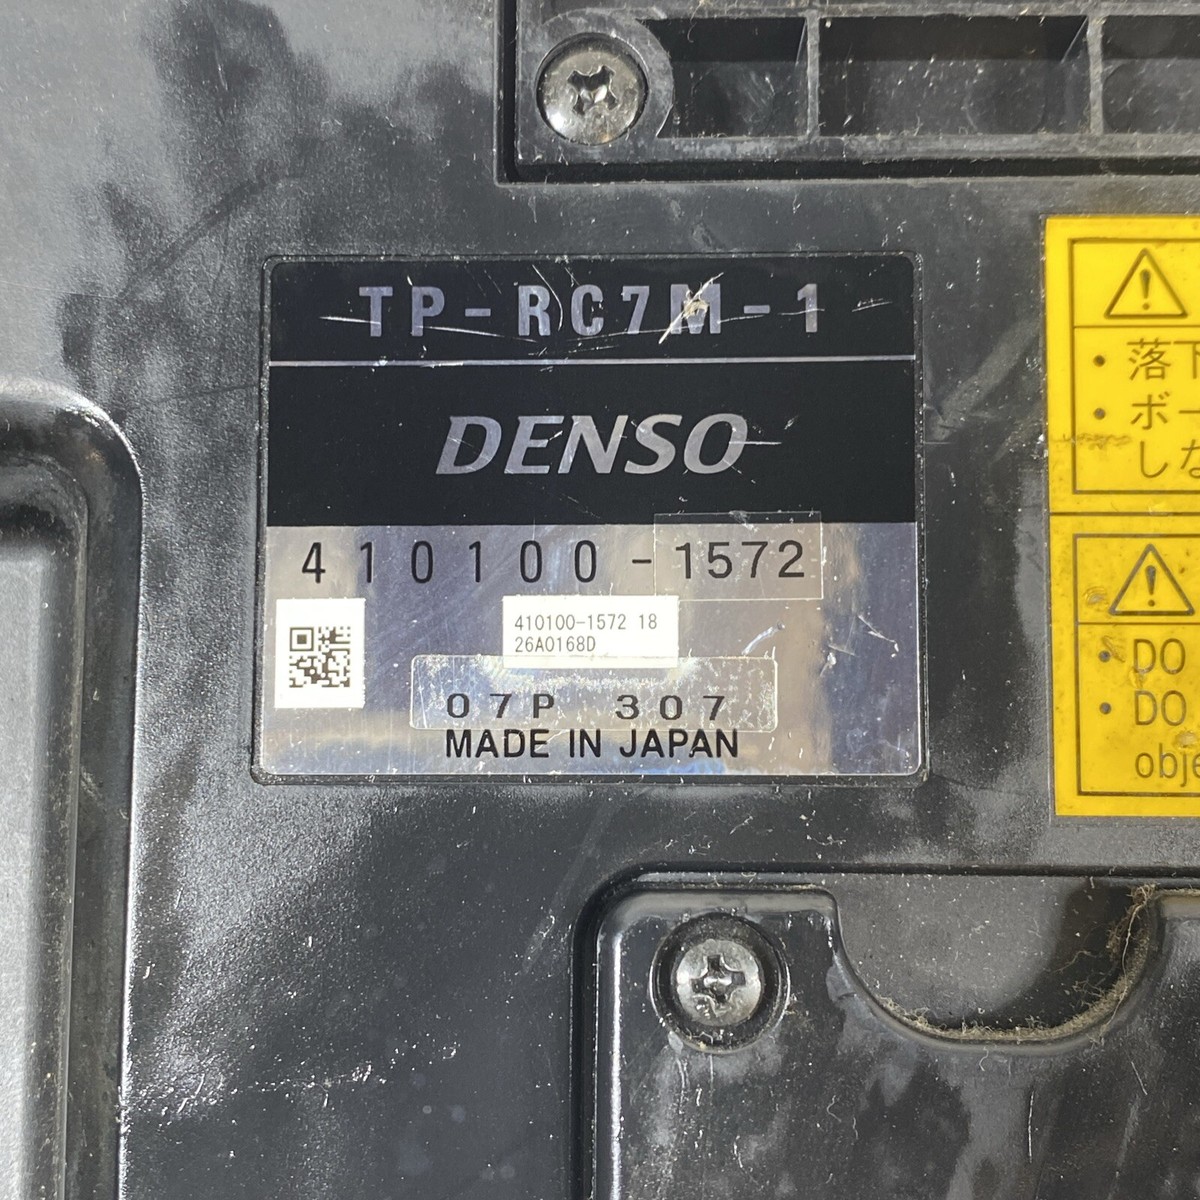 TP-RC7M-1
DENSO
410100-1572
410100-1572 18
26A0168D
07P 307
MADE IN JAPAN
・落下
・ボー
しな
・DO
・DO
obje